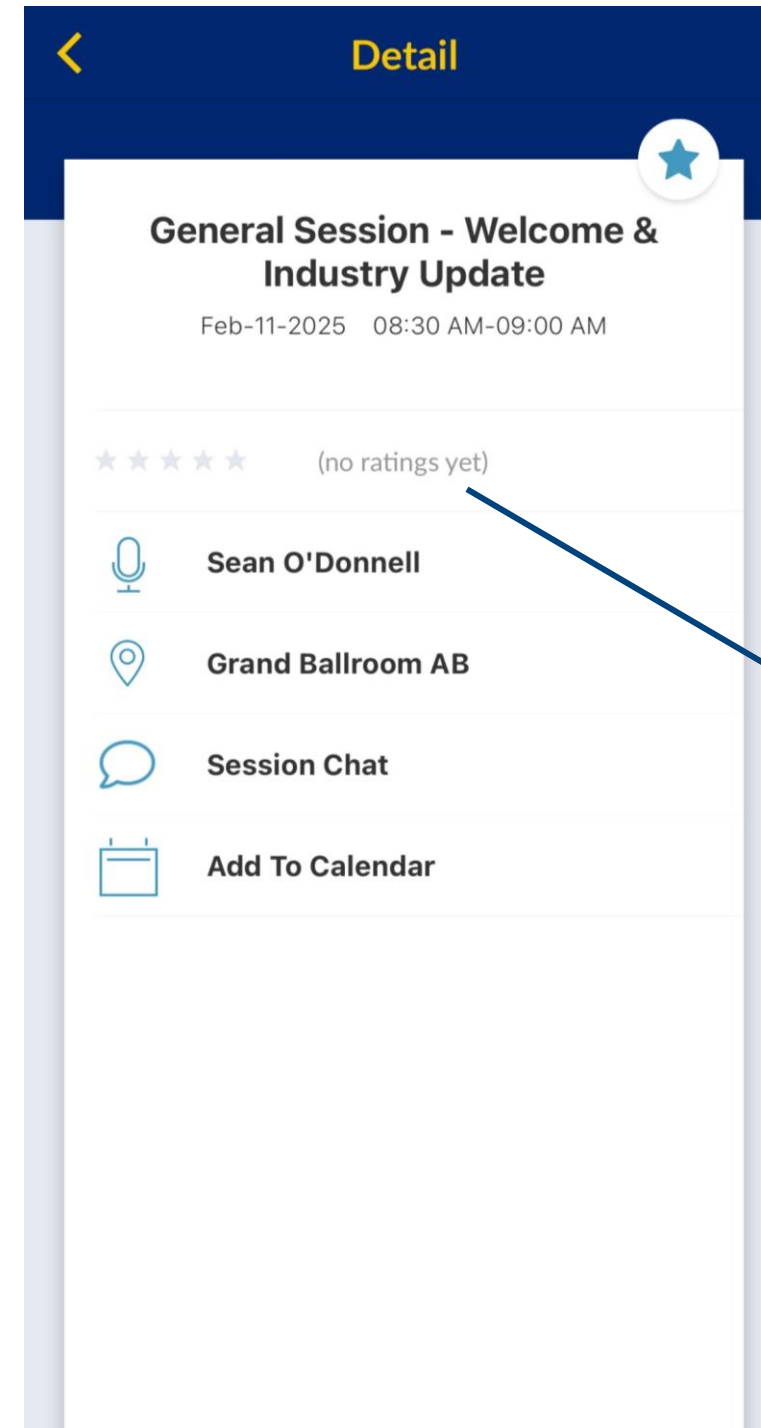 Detail
General Session - Welcome &
Industry Update
Feb-11-2025 08:30 AM-09:00 AM
(no ratings yet)
Sean O'Donnell
Grand Ballroom AB
Session Chat
Add To Calendar